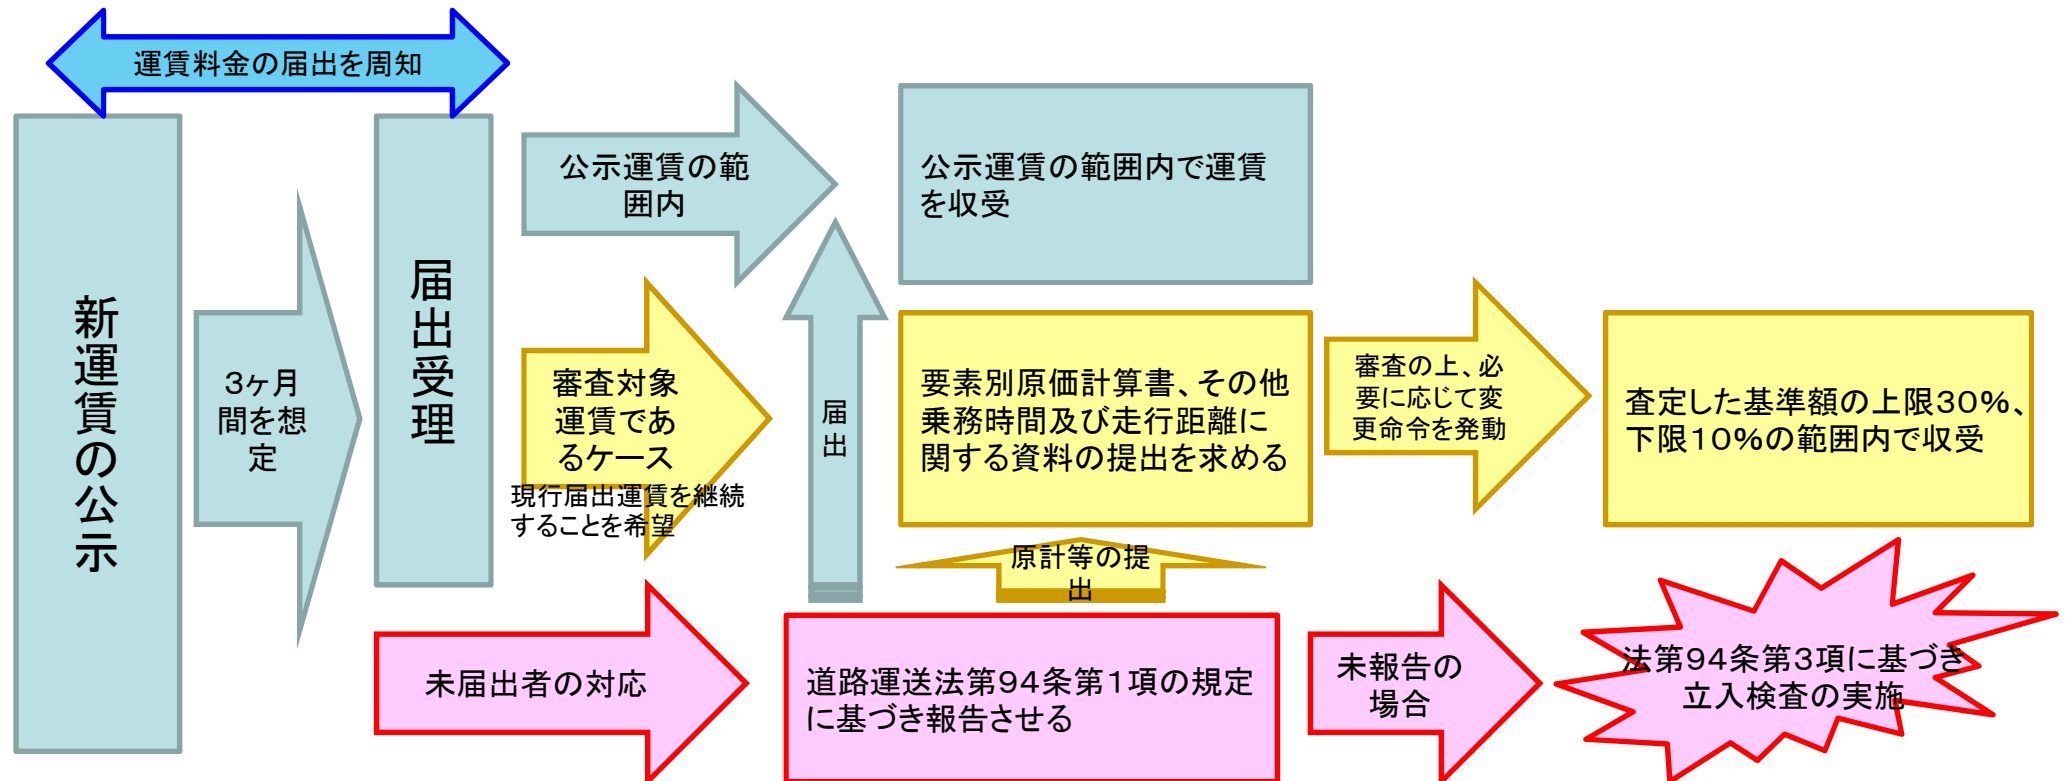 運賃料金の届出を周知
新運賃の公示
3ヶ月
間を想
定
届出受理
公示運賃の範
囲内
公示運賃の範囲内で運賃
を収受
審査対象
運賃であ
るケース
現行届出運賃を継続
することを希望
届出
要素別原価計算書、その他
乗務時間及び走行距離に
関する資料の提出を求める
審査の上、必
要に応じて変
更命令を発動
査定した基準額の上限30%、
下限10%の範囲内で収受
原計等の提
出
未届出者の対応
道路運送法第94条第1項の規定
に基づき報告させる
未報告の
場合
法第94条第3項に基づき
立入検査の実施